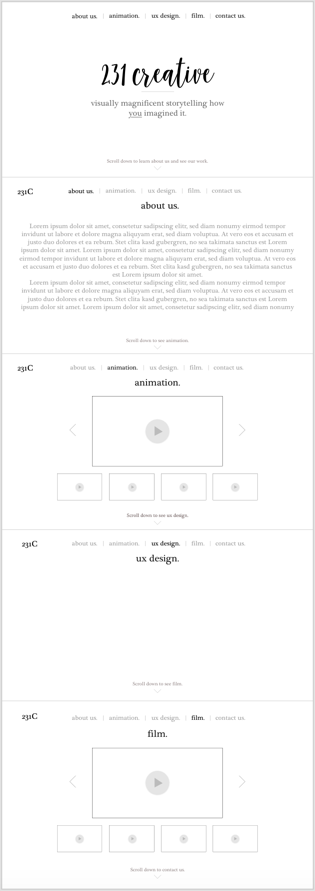 about us. | animation. | ux design. | film. | contact us.
231 creative
visually magnificent storytelling how
you imagined it.
Scroll down to learn about us and see our work.
231C about us. | animation. | ux design. | film. | contact us.
about us.
Lorem ipsum dolor sit amet, consetetur sadipscing elitr, sed diam nonumy eirmod tempor
invidunt ut labore et dolore magna aliquyam erat, sed diam voluptua. At vero eos et accusam et
justo duo dolores et ea rebum. Stet clita kasd gubergren, no sea takimata sanctus est Lorem
ipsum dolor sit amet. Lorem ipsum dolor sit amet, consetetur sadipscing elitr, sed diam nonumy
eirmod tempor invidunt ut labore et dolore magna aliquyam erat, sed diam voluptua. At vero eos
et accusam et justo duo dolores et ea rebum. Stet clita kasd gubergren, no sea takimata sanctus
est Lorem ipsum dolor sit amet.
Lorem ipsum dolor sit amet, consetetur sadipscing elitr, sed diam nonumy eirmod tempor
invidunt ut labore et dolore magna aliquyam erat, sed diam voluptua. At vero eos et accusam et
justo duo dolores et ea rebum. Stet clita kasd gubergren, no sea takimata sanctus est Lorem
ipsum dolor sit amet. Lorem ipsum dolor sit amet, consetetur sadipscing elitr, sed diam nonumy
Scroll down to see animation
231C about us. | animation. | ux design. | film. | contact us.
animation.
Scroll down to see ux design.
231C about us. | animation. | ux design. | film. | contact us.
ux design.
Scroll down to see film.
231C about us. | animation. | ux design. | film. | contact us.
film.
Scroll down to contact us.